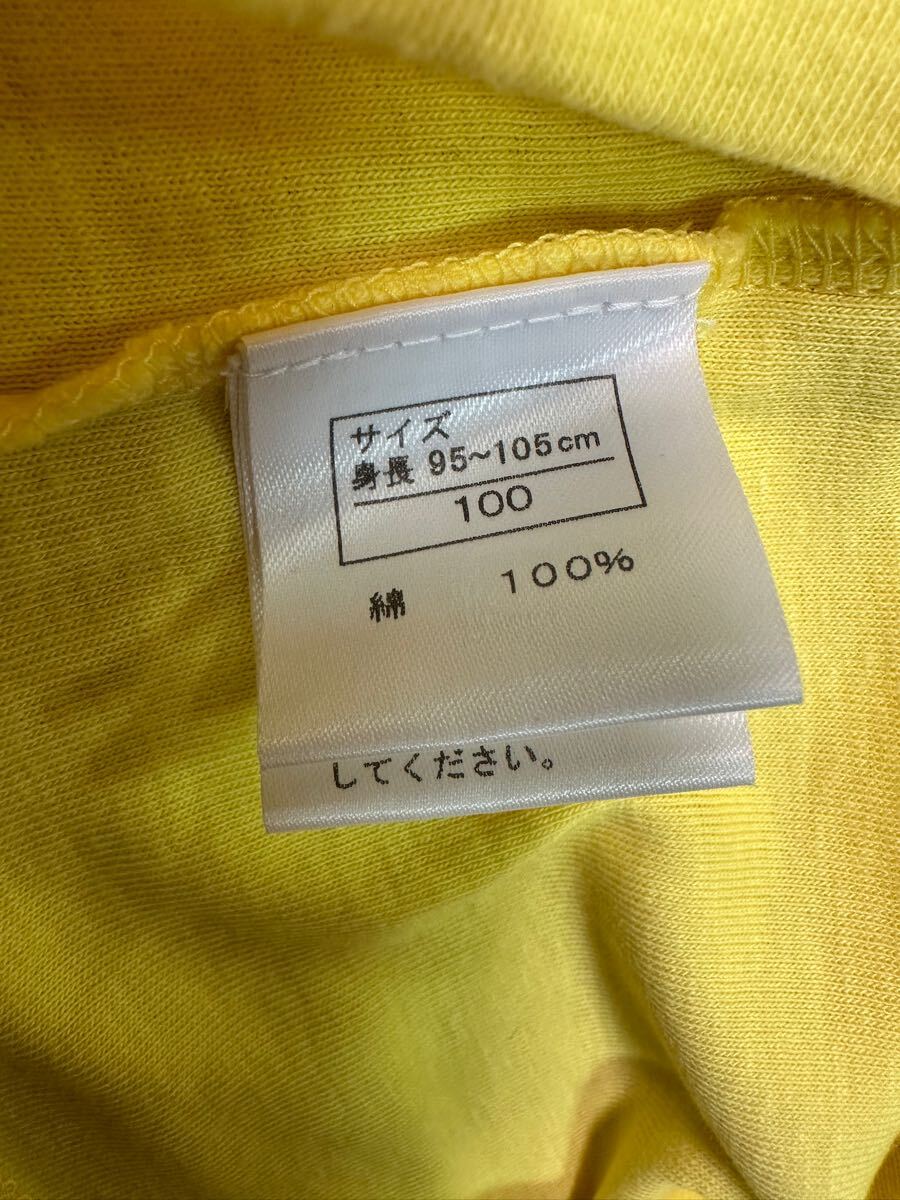 サイズ
身長 95~105cm
100
綿 100%
してください。